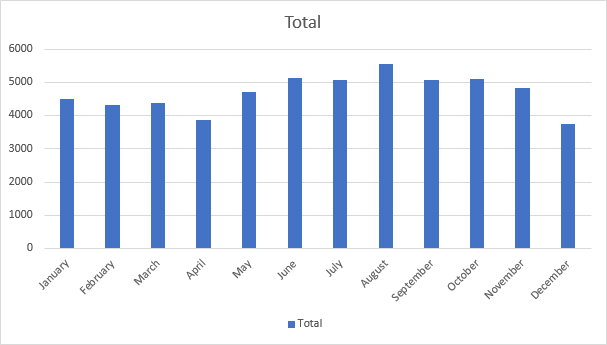 Total
6000
5000
4000
3000
2000
1000
0
January
February
March
April
May
June
July
August
September
October
November
December
Total